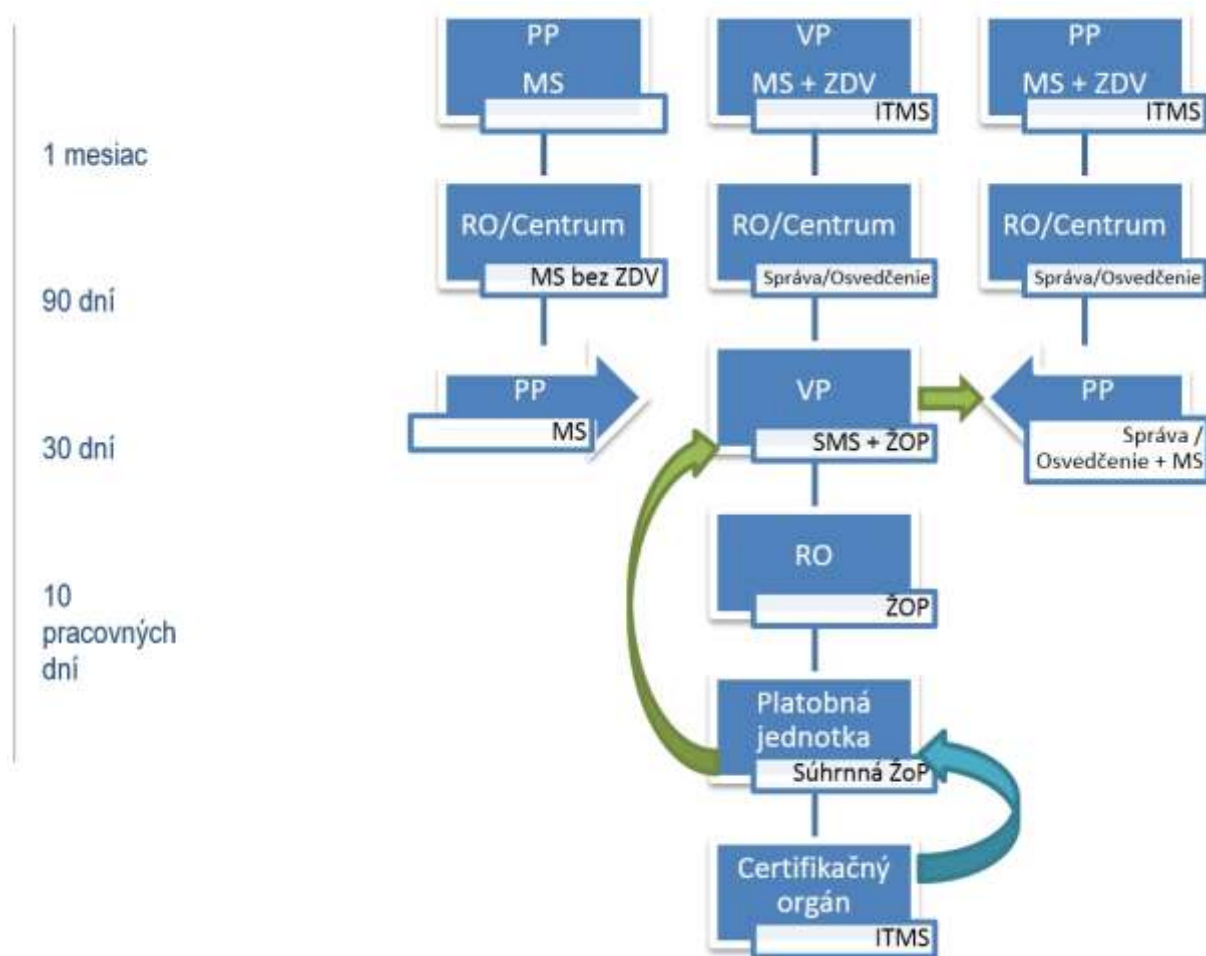 PP
MS
VP
MS + ZDV
ITMS
PP
MS + ZDV
ITMS
1 mesiac
RO/Centrum
MS bez ZDV
RO/Centrum
Správa/Osvedčenie
RO/Centrum
Správa/Osvedčenie
90 dní
PP
MS
VP
SMS + ŽOP
PP
Správa /
Osvedčenie + MS
30 dní
RO
ŽOP
10
pracovných
dní
Platobná
jednotka
Súhrnná ŽoP
Certifikačný
orgán
ITMS